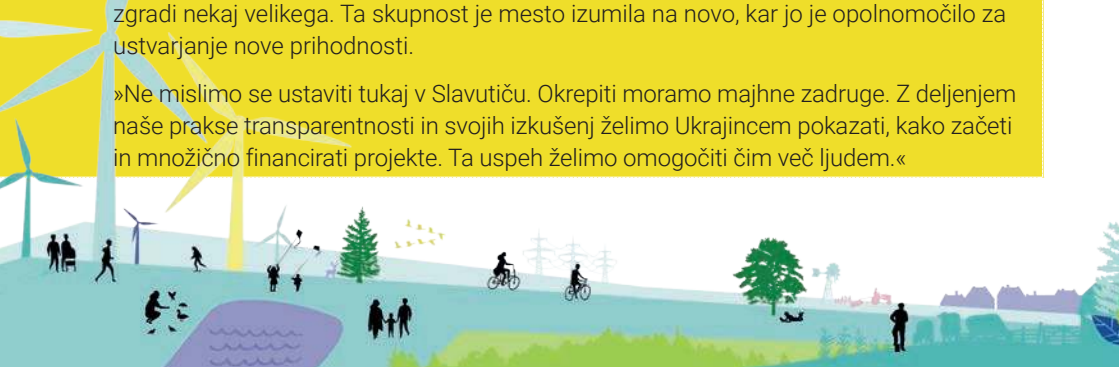 zgradi nekaj velikega. Ta skupnost je mesto izumila na novo, kar jo je opolnomočilo za
ustvarjanje nove prihodnosti.
»Ne mislimo se ustaviti tukaj v Slavutiču. Okrepiti moramo majhne zadruge. Z deljenjem
naše prakse transparentnosti in svojih izkušenj želimo Ukrajincem pokazati, kako začeti
in množično financirati projekte. Ta uspeh želimo omogočiti čim več ljudem.«